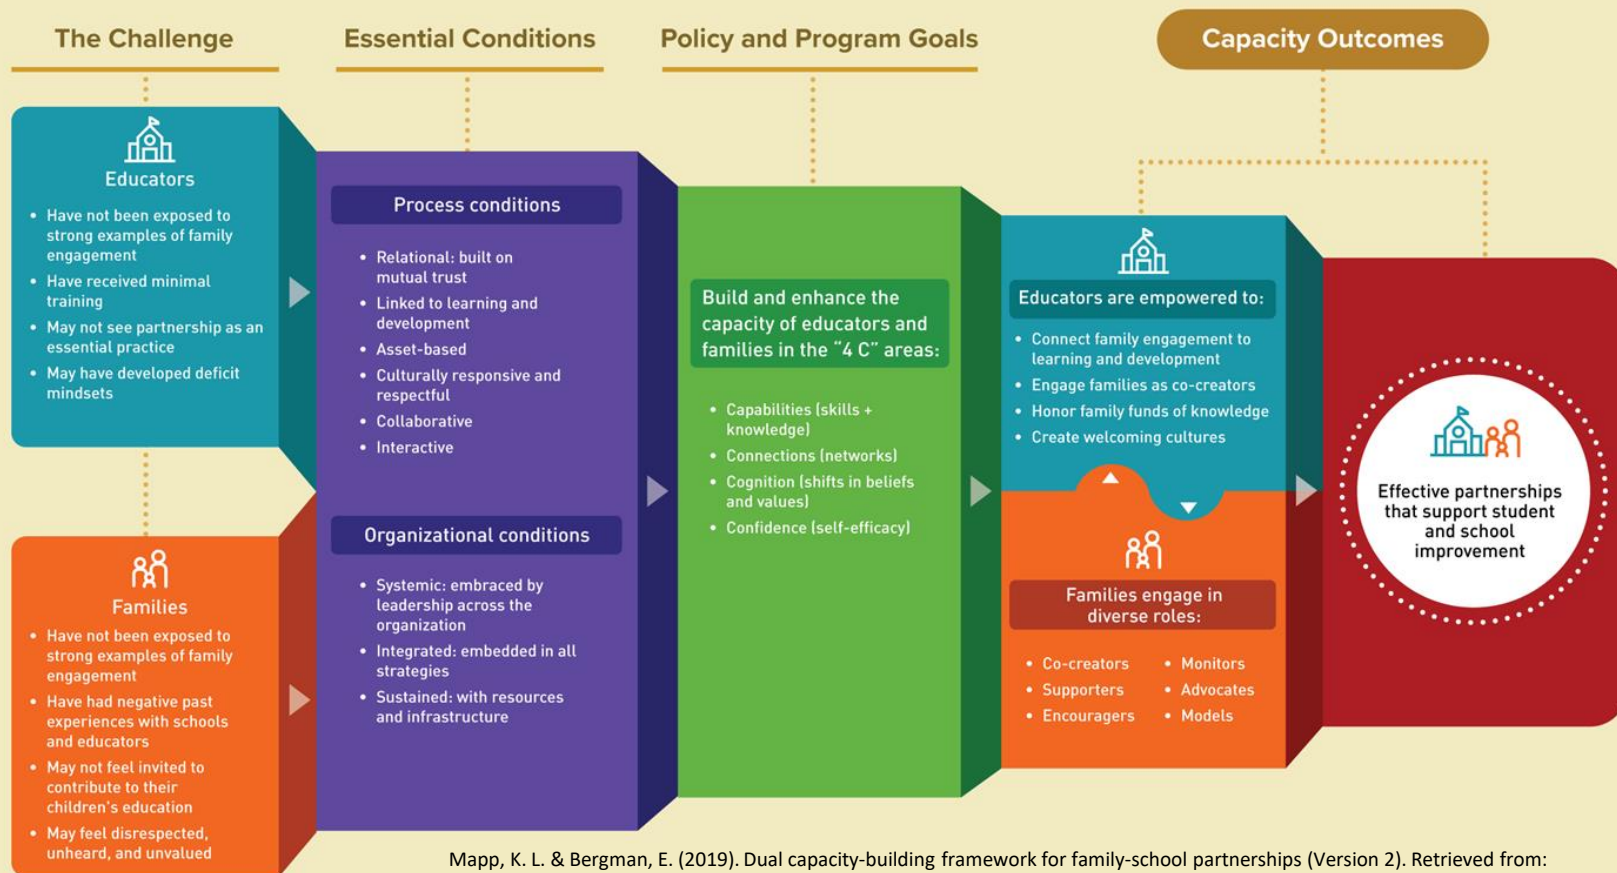 The Challenge
Essential Conditions
Policy and Program Goals
Capacity Outcomes
Educators
• Have not been exposed to
strong examples of family
engagement
• Have received minimal
training
• May not see partnership as an
essential practice
• May have developed deficit
mindsets
Families
• Have not been exposed to
strong examples of family
engagement
• Have had negative past
experiences with schools
and educators
• May not feel invited to
contribute to their
children's education
• May feel disrespected,
unheard, and unvalued
Process conditions
• Relational: built on
mutual trust
• Linked to learning and
development
• Asset-based
• Culturally responsive and
respectful
• Collaborative
• Interactive
Organizational conditions
• Systemic: embraced by
leadership across the
organization
• Integrated: embedded in all
strategies
• Sustained: with resources
and infrastructure
Build and enhance the
capacity of educators and
families in the "4 C" areas:
• Capabilities (skills +
knowledge)
• Connections (networks)
• Cognition (shifts in beliefs
and values)
• Confidence (self-efficacy)
Educators are empowered to:
• Connect family engagement to
learning and development
• Engage families as co-creators
• Honor family funds of knowledge
• Create welcoming cultures
Families engage in
diverse roles:
• Co-creators
• Supporters
• Encouragers
• Monitors
• Advocates
• Models
Effective partnerships
that support student
and school
improvement
Mapp, K. L. & Bergman, E. (2019). Dual capacity-building framework for family-school partnerships (Version 2). Retrieved from: